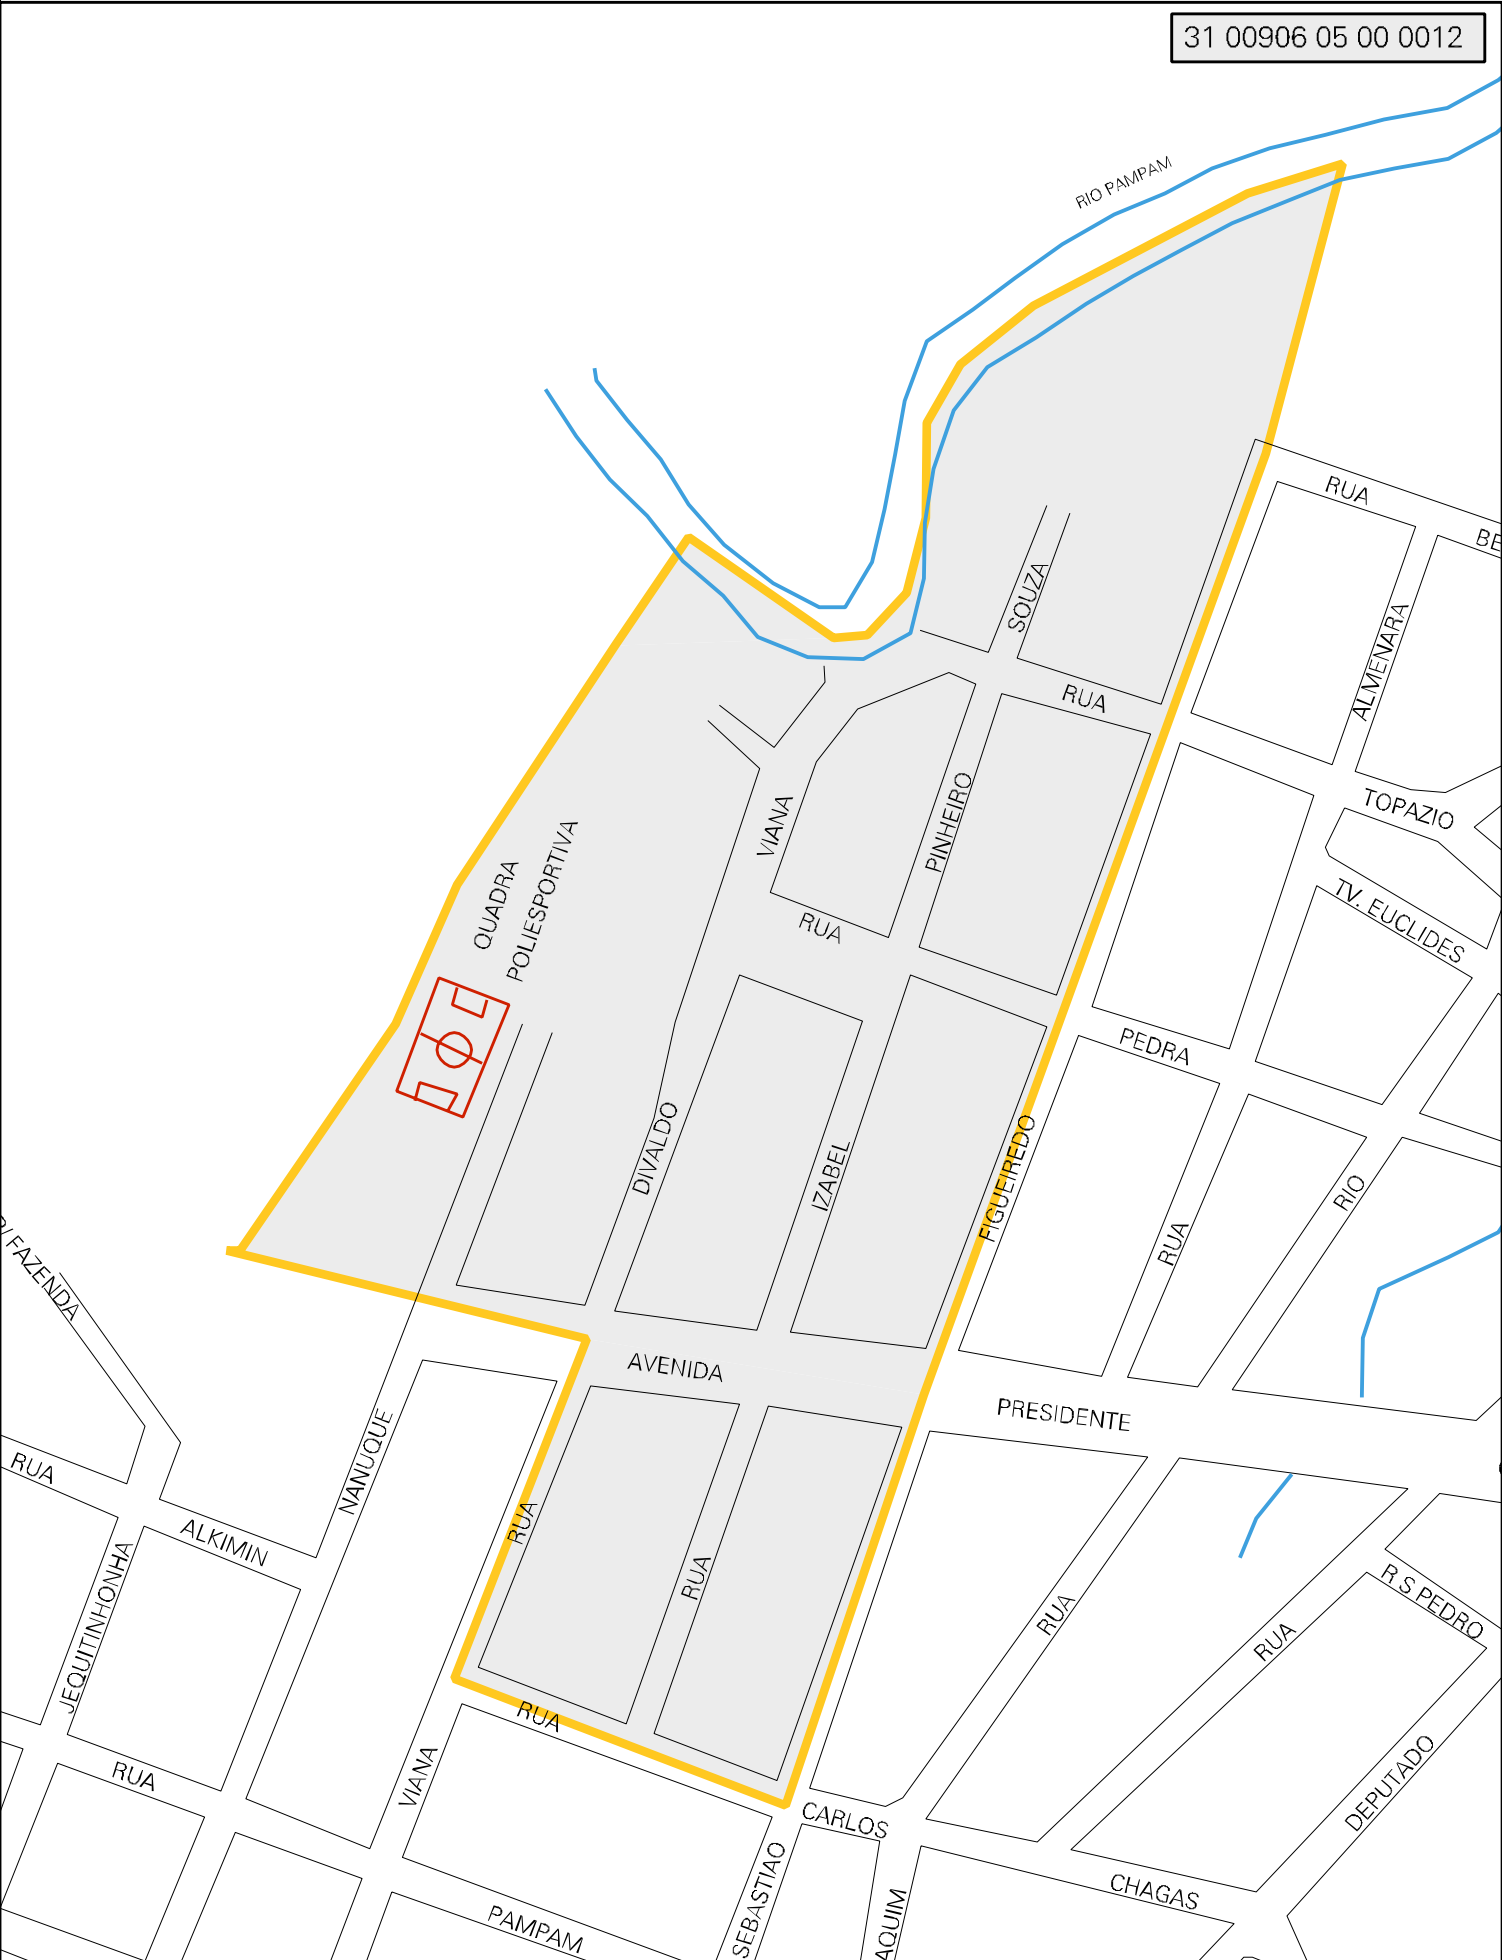 31 00906 05 00 0012
RIO PAMPAM
RUA
SOUZA
ALMENARA
RUA
TOPAZIO
VIANA
PINHEIRO
QUADRA
POLIESPORTIVA
TV. EUCLIDES
RUA
PEDRA
DIVALDO
IZABEL
FIGUEIREDO
RIO
RUA
FAZENDA
AVENIDA
PRESIDENTE
NANUQUE
RUA
ALKIMIN
RUA
RUA
JEQUITINHONHA
R S PEDRO
RUA
RUA
RUA
RUA
VIANA
DEPUTADO
CARLOS
CHAGAS
SEBASTIAO
PAMPAM
AQUIM